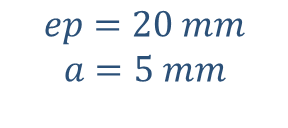 ep = 20 mm
a = 5 mm